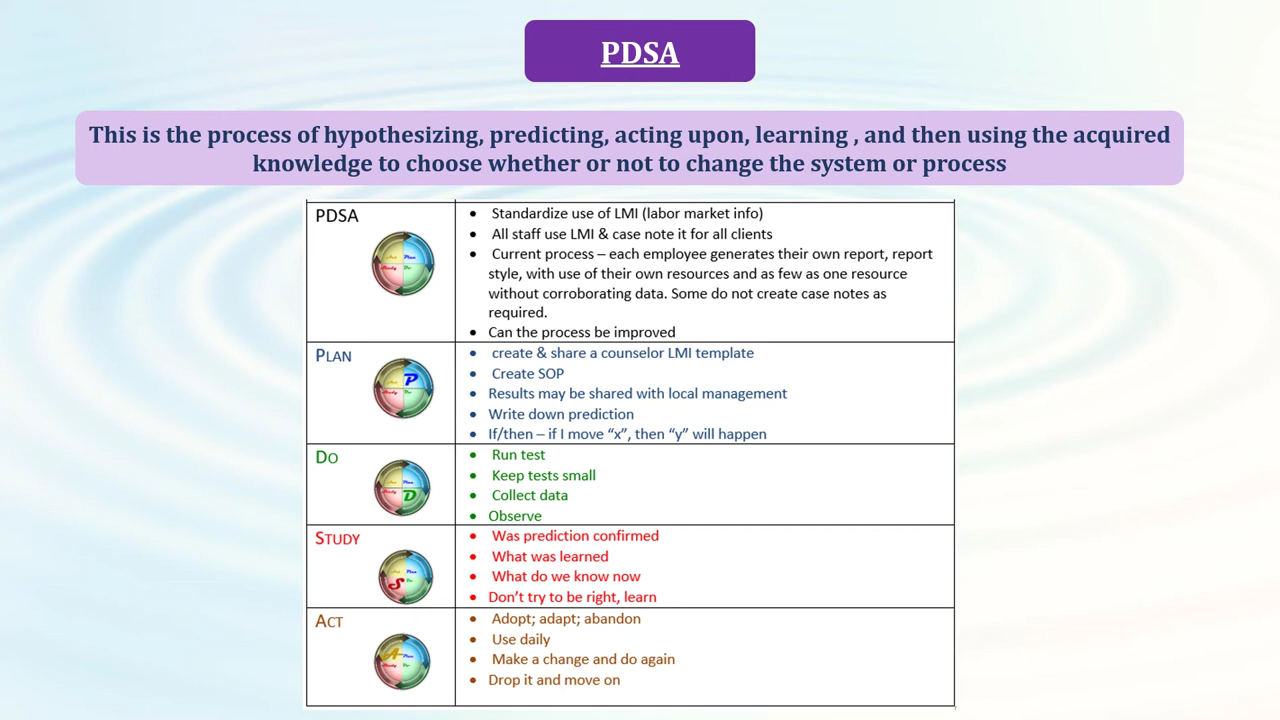 PDSA
This is the process of hypothesizing, predicting, acting upon, learning , and then using the acquired
knowledge to choose whether or not to change the system or process
PDSA
• Standardize use of LMI (labor market info)
• All staff use LMI & case note it for all clients
• Current process – each employee generates their own report, report
style, with use of their own resources and as few as one resource
without corroborating data. Some do not create case notes as
required.
• Can the process be improved
PLAN
• create & share a counselor LMI template
• Create SOP
• Results may be shared with local management
• Write down prediction
• If/then – if I move “x”, then “y” will happen
DO
• Run test
• Keep tests small
• Collect data
• Observe
STUDY
• Was prediction confirmed
• What was learned
• What do we know now
• Don’t try to be right, learn
ACT
• Adopt; adapt; abandon
• Use daily
• Make a change and do again
• Drop it and move on